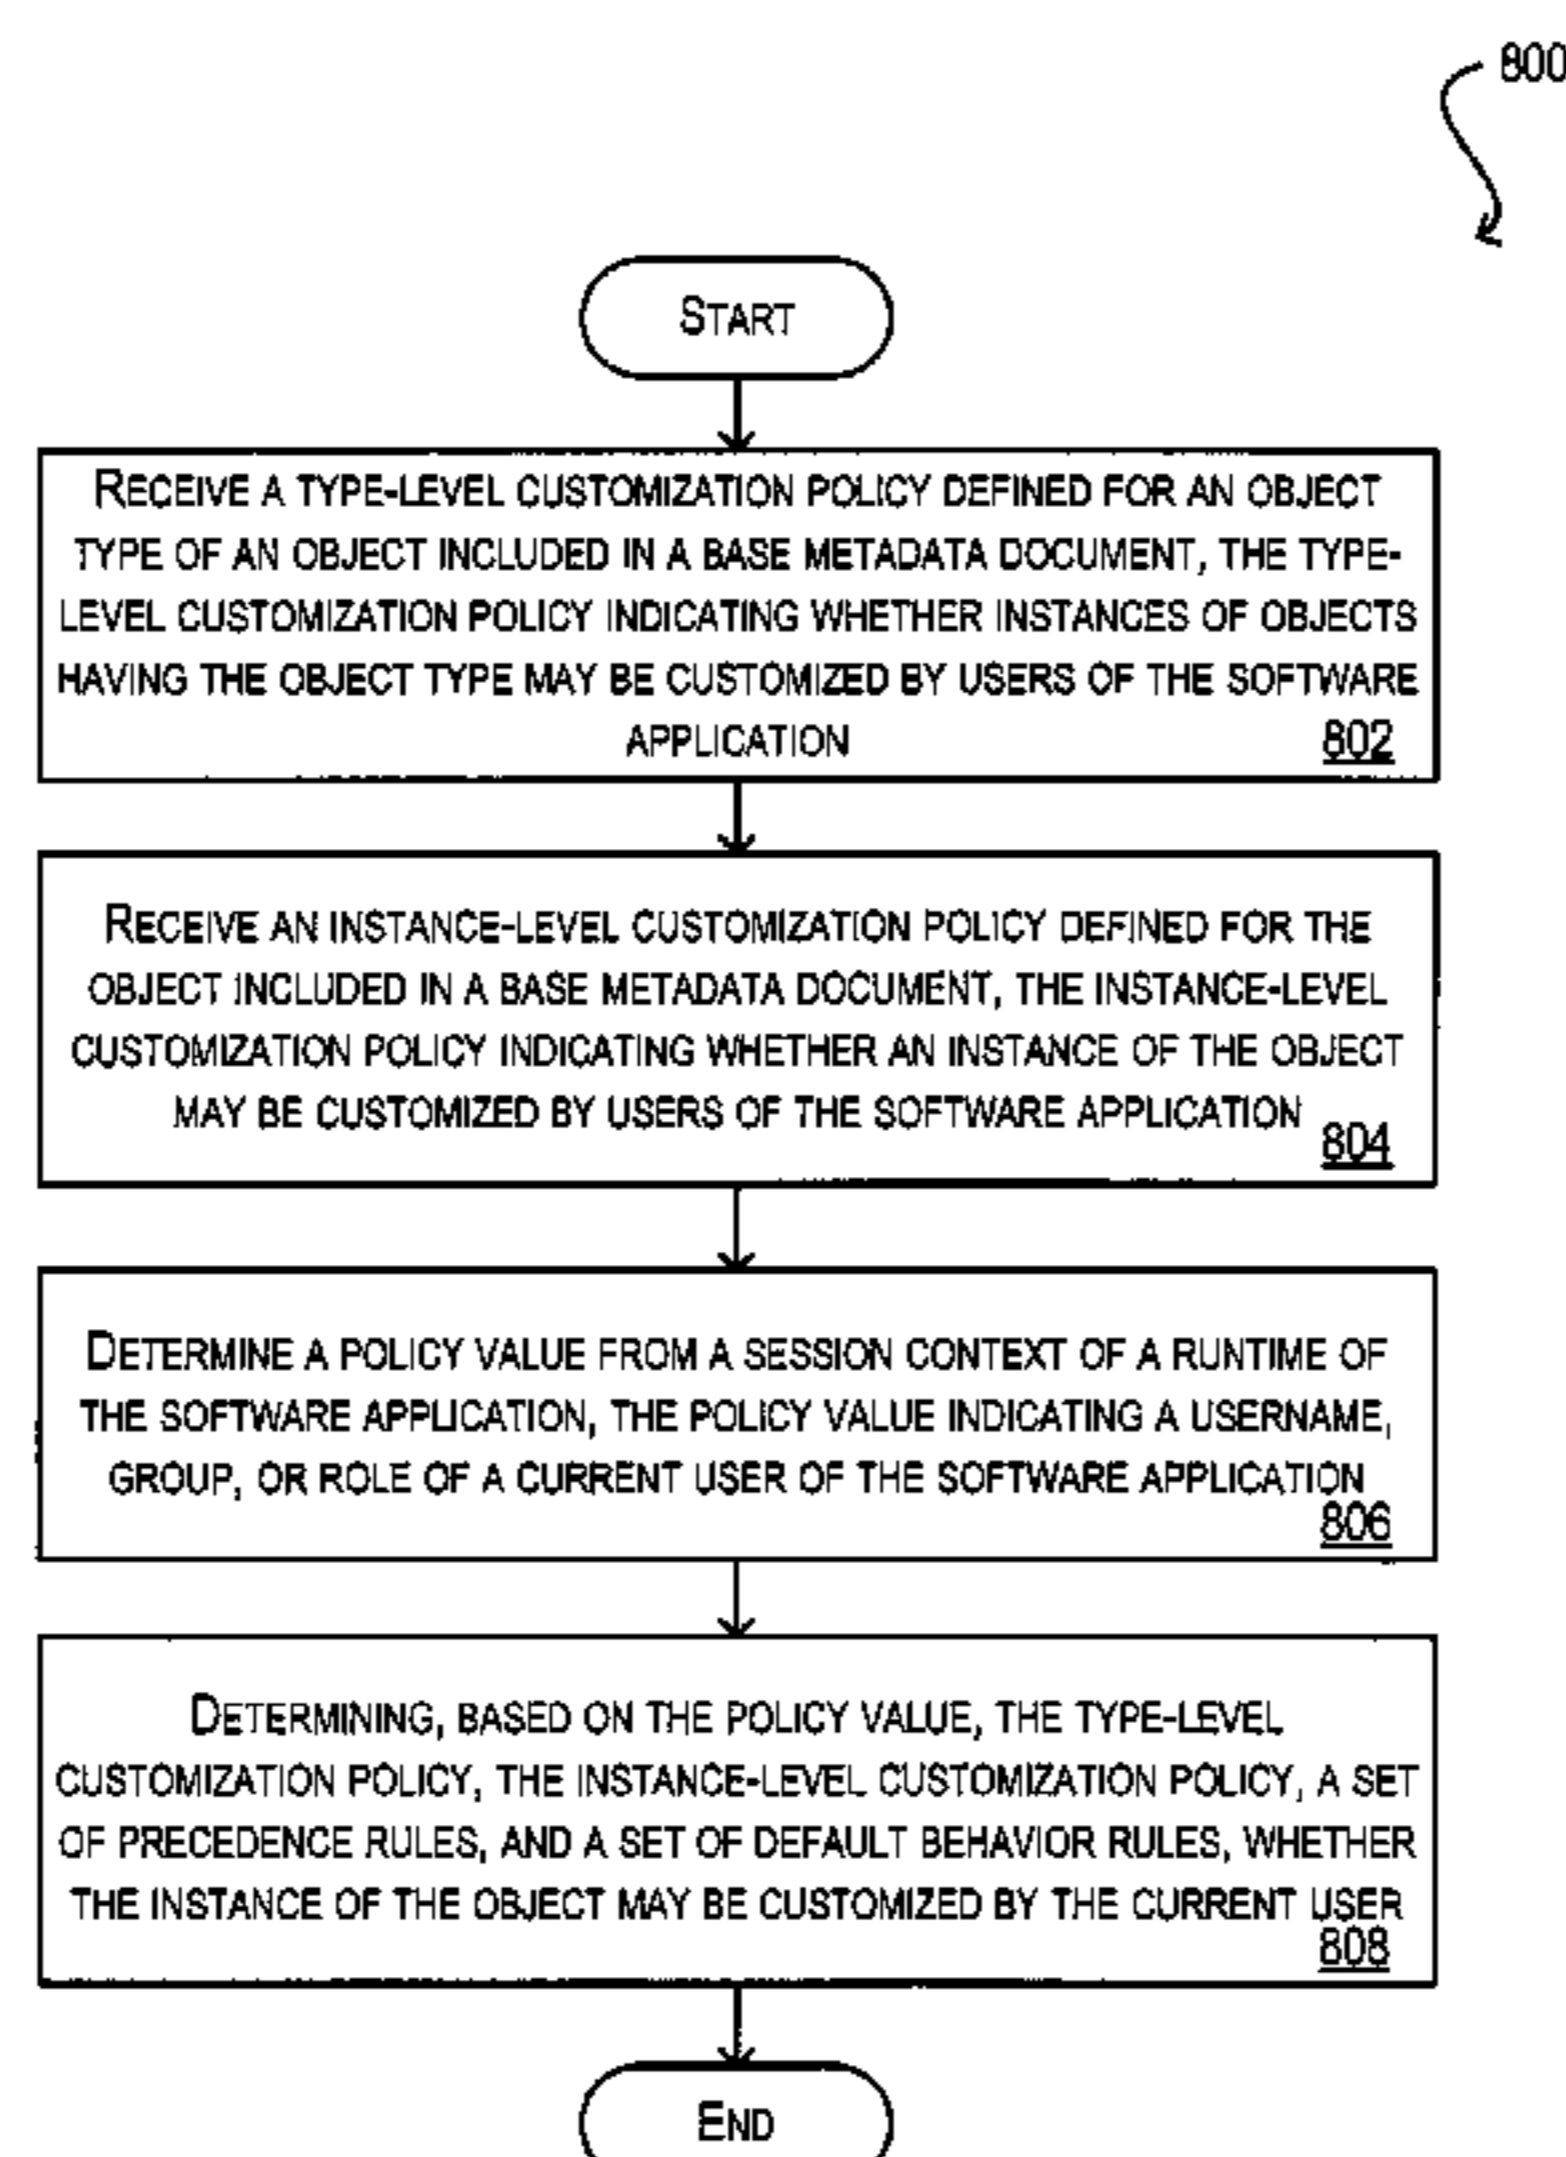 800
START
RECEIVE A TYPE-LEVEL CUSTOMIZATION POLICY DEFINED FOR AN OBJECT
TYPE OF AN OBJECT INCLUDED IN A BASE METADATA DOCUMENT, THE TYPE-
LEVEL CUSTOMIZATION POLICY INDICATING WHETHER INSTANCES OF OBJECTS
HAVING THE OBJECT TYPE MAY BE CUSTOMIZED BY USERS OF THE SOFTWARE
APPLICATION
802
RECEIVE AN INSTANCE-LEVEL CUSTOMIZATION POLICY DEFINED FOR THE
OBJECT INCLUDED IN A BASE METADATA DOCUMENT, THE INSTANCE-LEVEL
CUSTOMIZATION POLICY INDICATING WHETHER AN INSTANCE OF THE OBJECT
MAY BE CUSTOMIZED BY USERS OF THE SOFTWARE APPLICATION
804
DETERMINE A POLICY VALUE FROM A SESSION CONTEXT OF A RUNTIME OF
THE SOFTWARE APPLICATION, THE POLICY VALUE INDICATING A USERNAME,
GROUP, OR ROLE OF A CURRENT USER OF THE SOFTWARE APPLICATION
806
DETERMINING, BASED ON THE POLICY VALUE, THE TYPE-LEVEL
CUSTOMIZATION POLICY, THE INSTANCE-LEVEL CUSTOMIZATION POLICY, A SET
OF PRECEDENCE RULES, AND A SET OF DEFAULT BEHAVIOR RULES, WHETHER
THE INSTANCE OF THE OBJECT MAY BE CUSTOMIZED BY THE CURRENT USER
808
END